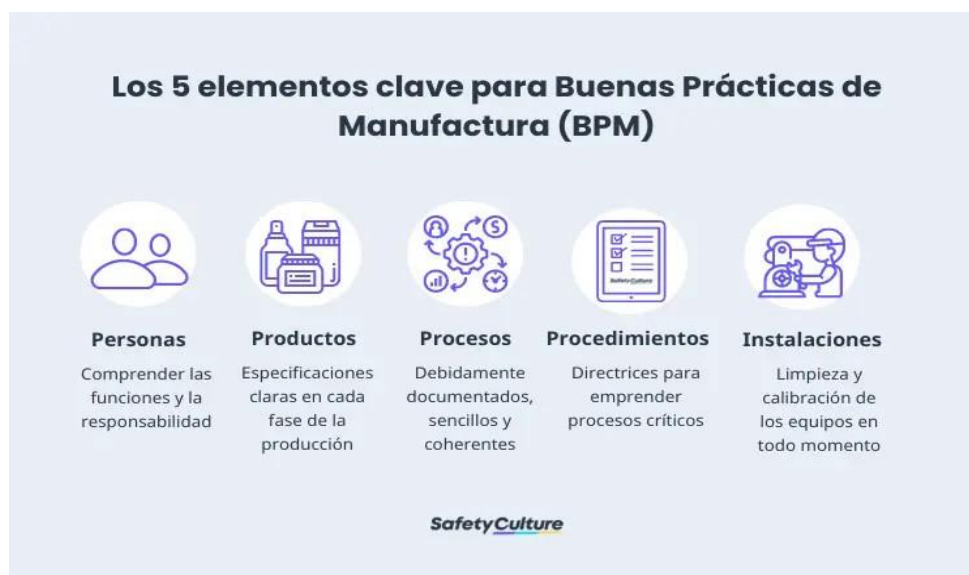 Los 5 elementos clave para Buenas Prácticas de
Manufactura (BPM)
SafetyCulture
Personas
Comprender las
funciones y la
responsabilidad
Productos
Especificaciones
claras en cada
fase de la
producción
Procesos
Debidamente
documentados,
sencillos y
coherentes
Procedimientos
Directrices para
emprender
procesos críticos
Instalaciones
Limpieza y
calibración de
los equipos en
todo momento
SafetyCulture